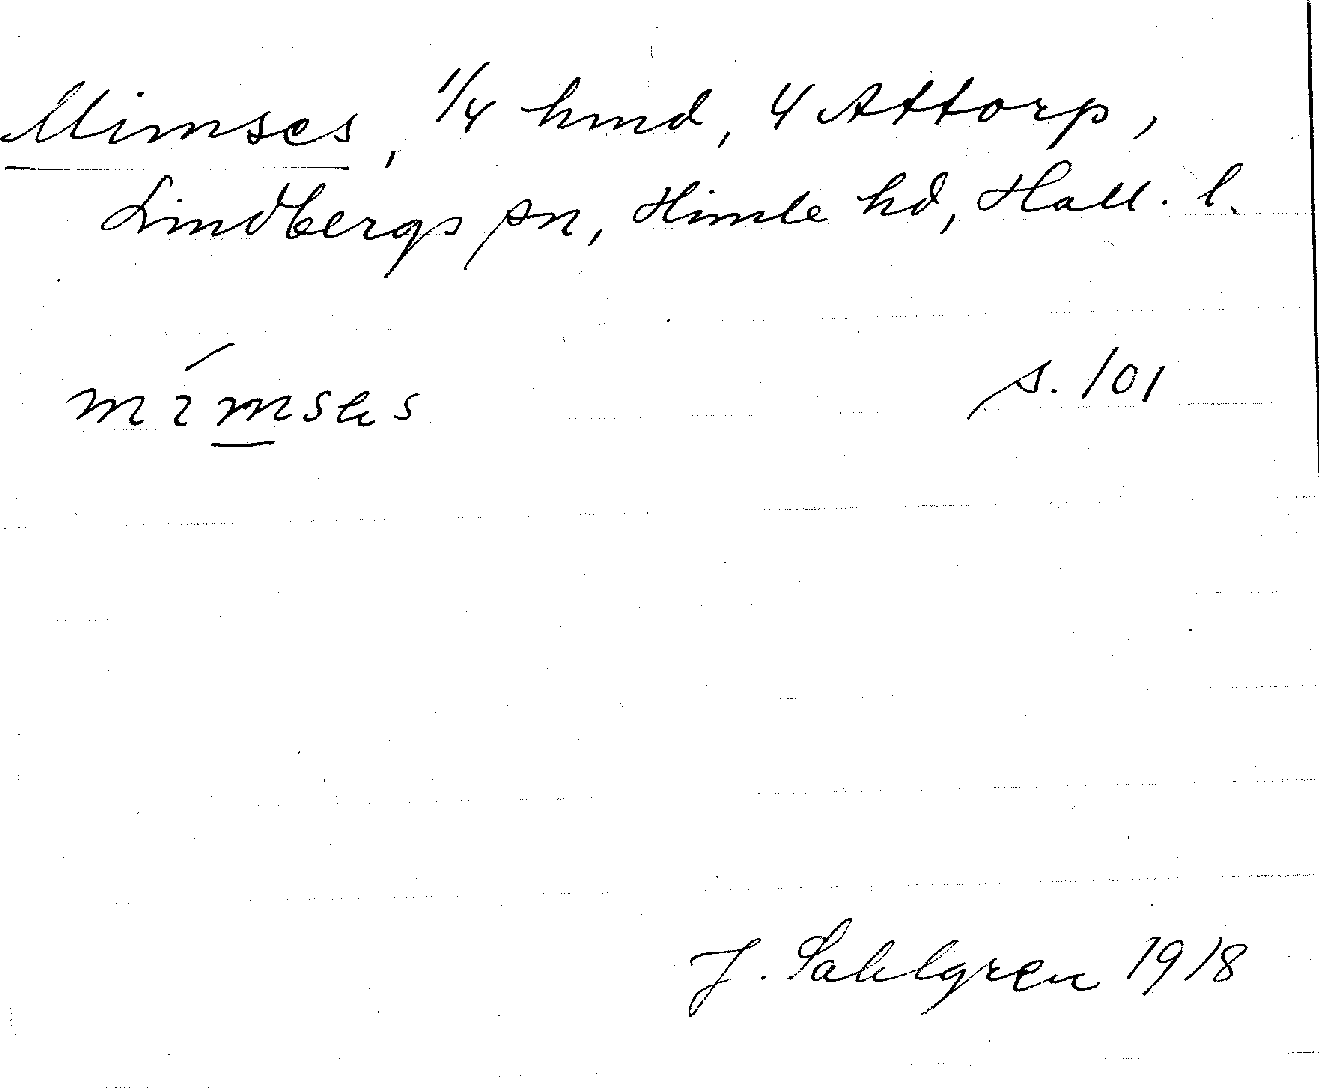 Mimses, 1/4 hmd, 4 Attorp,
Lindbergs sn, Himle hd, Hall. l.
mímsəs s. 101
J. Sahlgren 1918